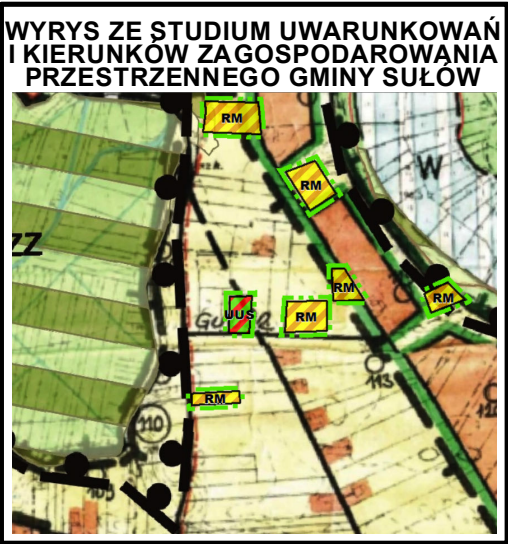 WYRYS ZE STUDIUM UWARUNKOWAŃ
I KIERUNKÓW ZAGOSPODAROWANIA
PRZESTRZENNEGO GMINY SUŁÓW
RM
RM
W
ZZ
RM
RM
UUS
RM
113
RM
110